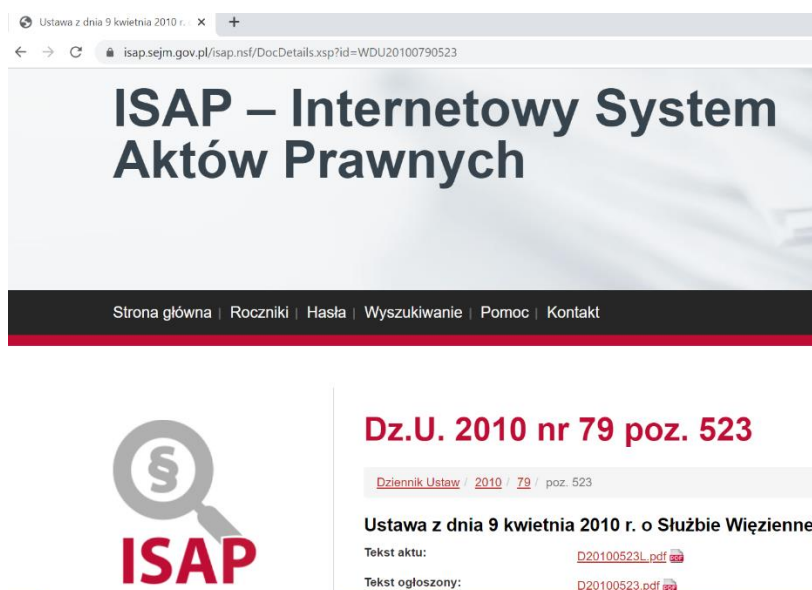 Ustawa z dnia 9 kwietnia 2010 r.
isap.sejm.gov.pl/isap.nsf/DocDetails.xsp?id=WDU20100790523
ISAP – Internetowy System
Aktów Prawnych
Strona główna | Roczniki | Hasła | Wyszukiwanie | Pomoc | Kontakt
§
ISAP
Dz.U. 2010 nr 79 poz. 523
Dziennik Ustaw / 2010 / 79 / poz. 523
Ustawa z dnia 9 kwietnia 2010 r. o Służbie Więzienne
Tekst aktu: D20100523L.pdf
Tekst ogłoszony: D20100523.pdf